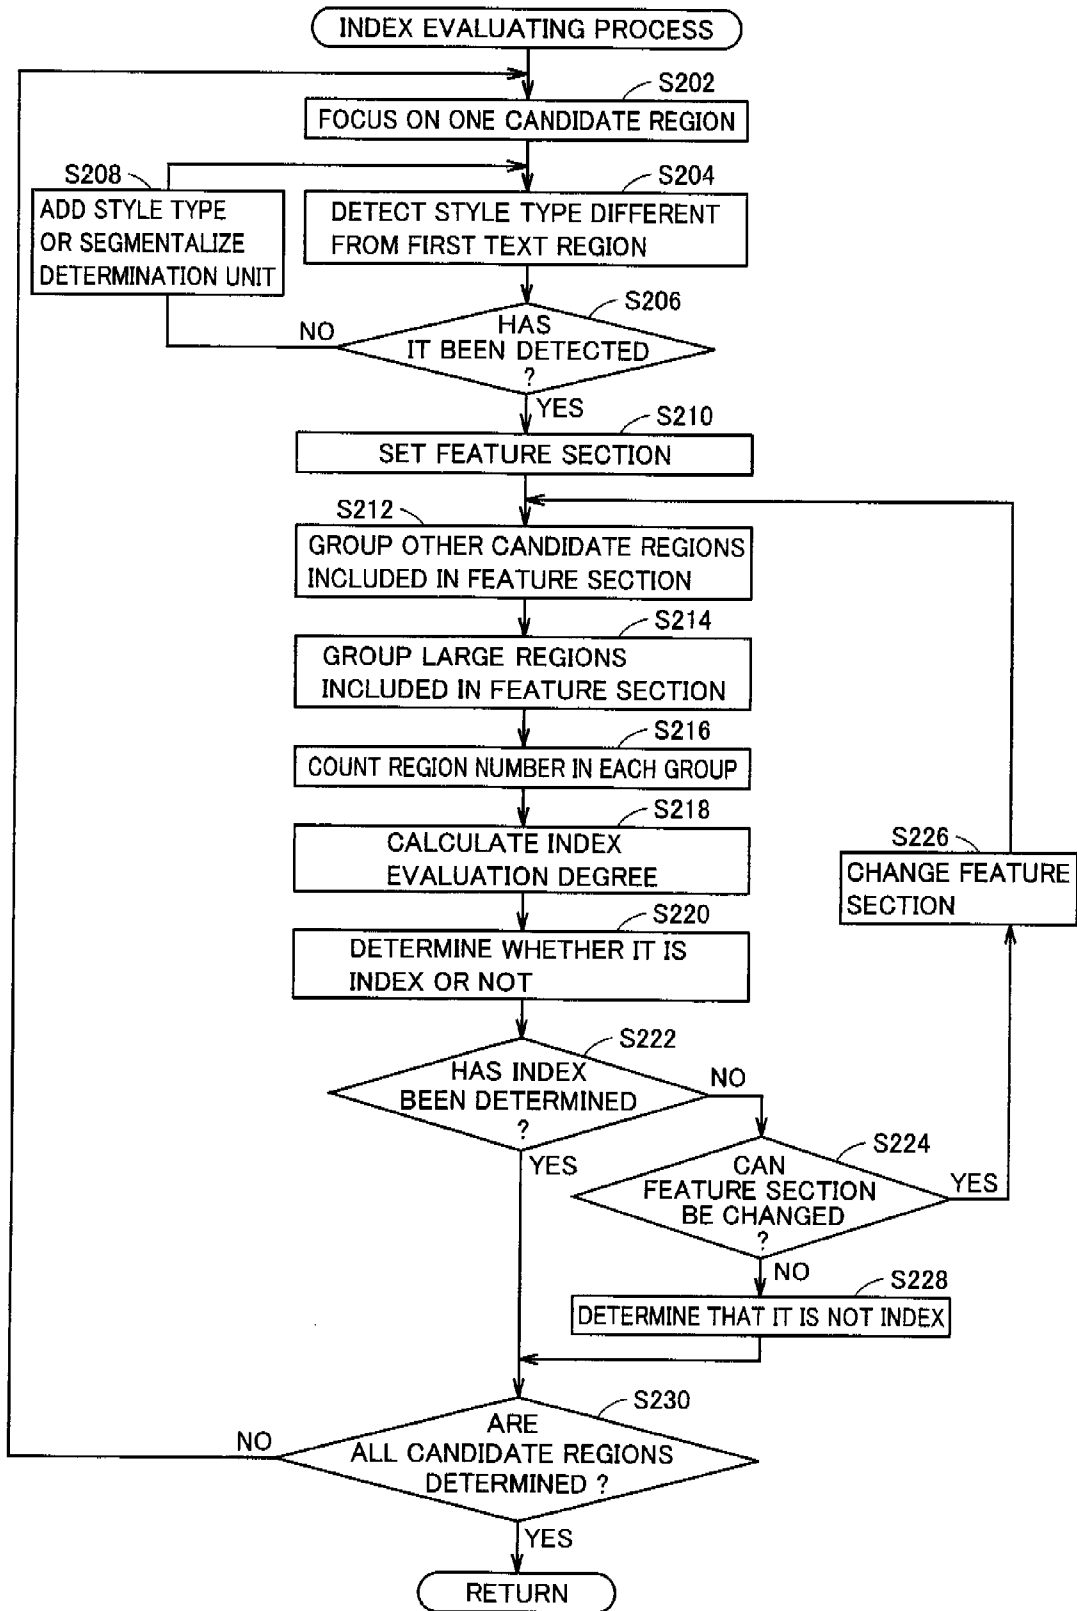 INDEX EVALUATING PROCESS
S202
FOCUS ON ONE CANDIDATE REGION
S208
ADD STYLE TYPE
OR SEGMENTALIZE
DETERMINATION UNIT
S204
DETECT STYLE TYPE DIFFERENT
FROM FIRST TEXT REGION
S206
HAS
IT BEEN DETECTED
?
NO
YES
S210
SET FEATURE SECTION
S212
GROUP OTHER CANDIDATE REGIONS
INCLUDED IN FEATURE SECTION
S214
GROUP LARGE REGIONS
INCLUDED IN FEATURE SECTION
S216
COUNT REGION NUMBER IN EACH GROUP
S218
CALCULATE INDEX
EVALUATION DEGREE
S226
CHANGE FEATURE
SECTION
S220
DETERMINE WHETHER IT IS
INDEX OR NOT
S222
HAS INDEX
BEEN DETERMINED
?
NO
YES
S224
CAN
FEATURE SECTION
BE CHANGED
?
YES
NO
S228
DETERMINE THAT IT IS NOT INDEX
S230
ARE
ALL CANDIDATE REGIONS
DETERMINED ?
NO
YES
RETURN